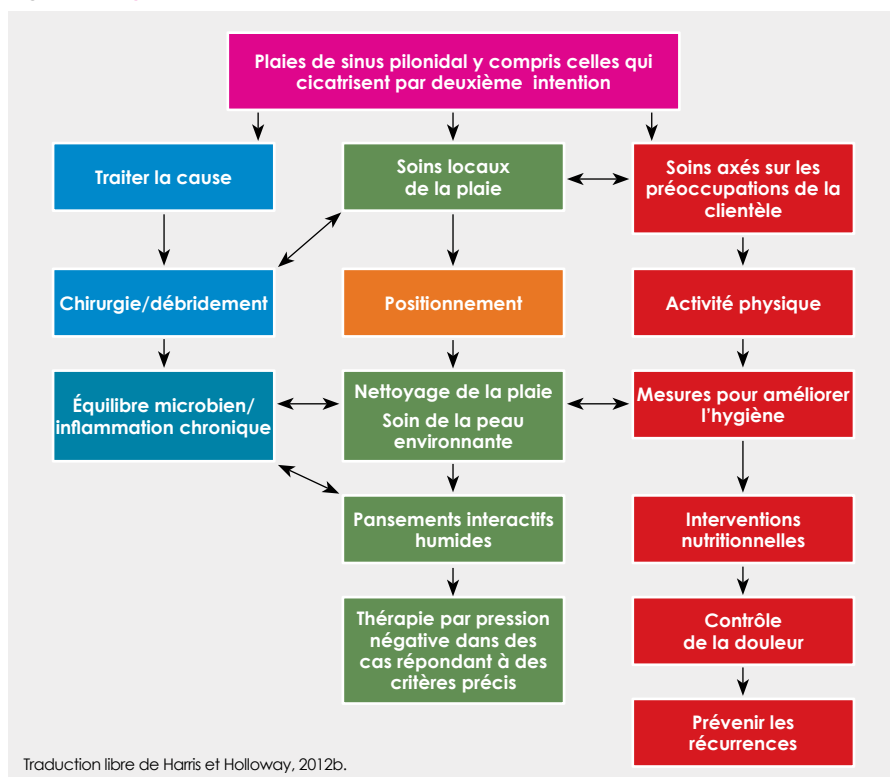 Plaies de sinus pilonidal y compris celles qui
cicatrisent par deuxième intention
Traiter la cause
Soins locaux
de la plaie
Soins axés sur les
préoccupations de la
clientèle
Chirurgie/débridement
Positionnement
Activité physique
Équilibre microbien/
inflammation chronique
Nettoyage de la plaie
Soin de la peau
environnante
Mesures pour améliorer
l’hygiène
Pansements interactifs
humides
Interventions
nutritionnelles
Thérapie par pression
négative dans des
cas répondant à des
critères précis
Contrôle
de la douleur
Prévenir les
récurrences
Traduction libre de Harris et Holloway, 2012b.